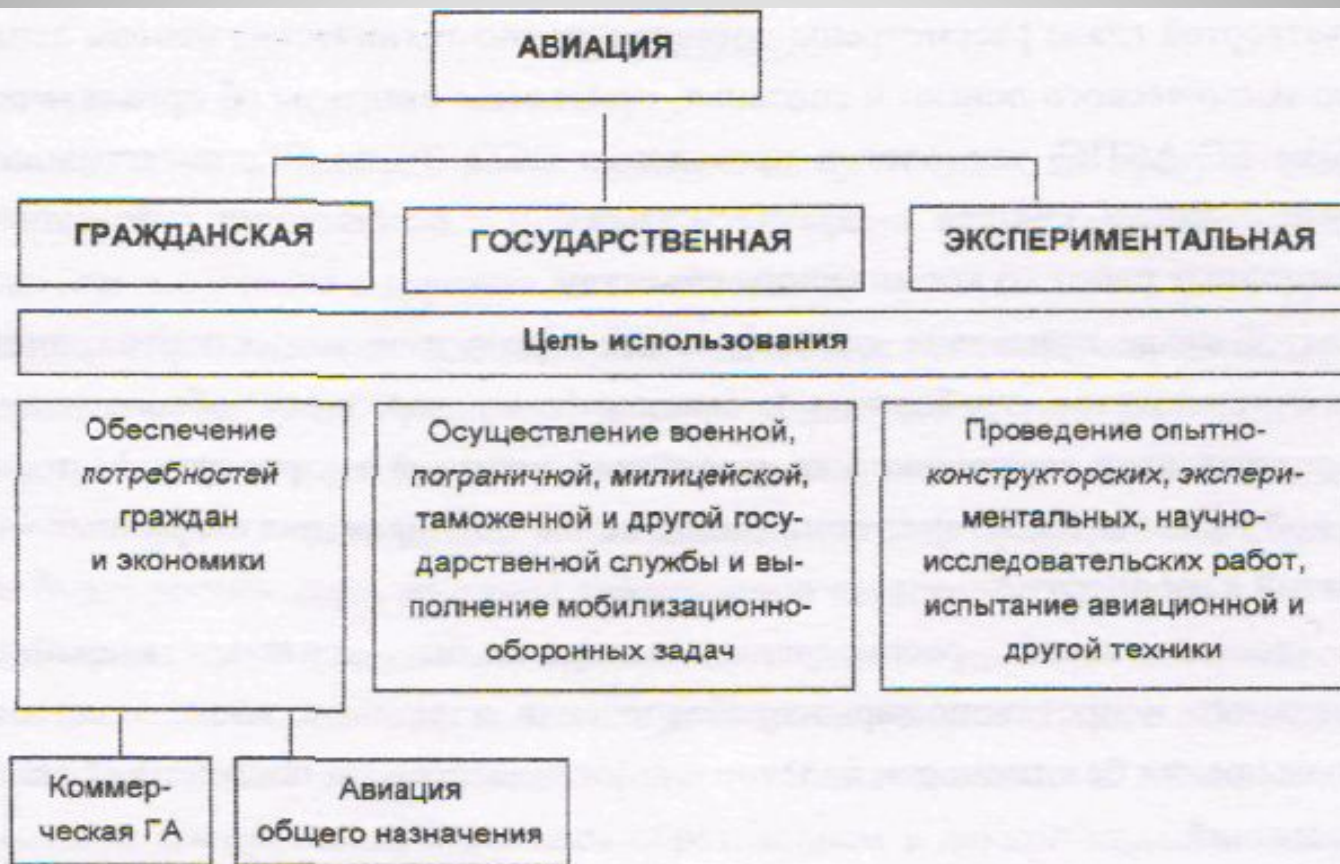 АВИАЦИЯ
ГРАЖДАНСКАЯ
ГОСУДАРСТВЕННАЯ
ЭКСПЕРИМЕНТАЛЬНАЯ
Цель использования
Обеспечение
потребностей
граждан
и экономики
Осуществление военной,
пограничной, милицейской,
таможенной и другой госу-
дарственной службы и вы-
полнение мобилизационно-
оборонных задач
Проведение опытно-
конструкторских, экспери-
ментальных, научно-
исследовательских работ,
испытание авиационной и
другой техники
Коммер-
ческая ГА
Авиация
общего назначения